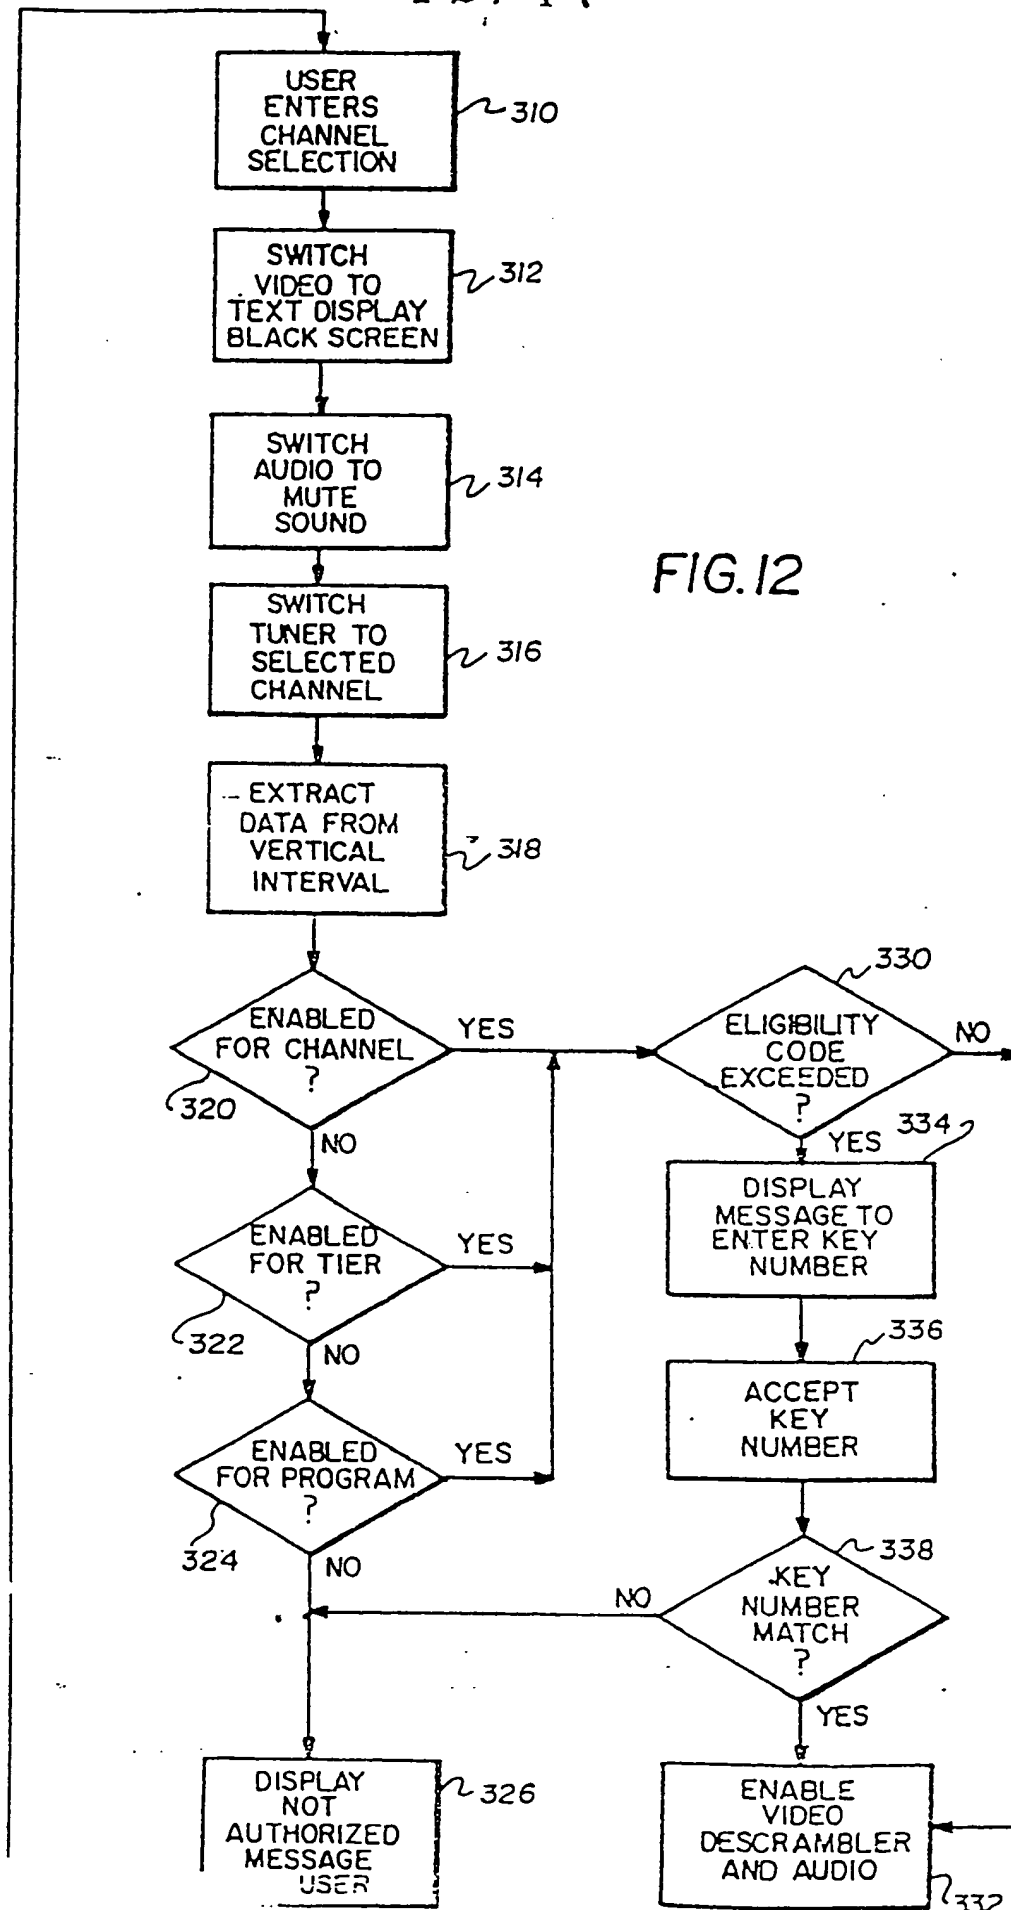 USER
ENTERS
CHANNEL
SELECTION
310
SWITCH
VIDEO TO
TEXT DISPLAY
BLACK SCREEN
312
SWITCH
AUDIO TO
MUTE
SOUND
314
FIG.12
SWITCH
TUNER TO
SELECTED
CHANNEL
316
EXTRACT
DATA FROM
VERTICAL
INTERVAL
318
ENABLED
FOR CHANNEL
?
320
YES
NO
330
ELIGIBILITY
CODE
EXCEEDED
?
NO
YES
334
DISPLAY
MESSAGE TO
ENTER KEY
NUMBER
ENABLED
FOR TIER
?
322
YES
NO
336
ACCEPT
KEY
NUMBER
ENABLED
FOR PROGRAM
?
324
YES
NO
338
KEY
NUMBER
MATCH
?
NO
YES
DISPLAY
NOT
AUTHORIZED
MESSAGE
USER
326
ENABLE
VIDEO
DESCRAMBLER
AND AUDIO
332